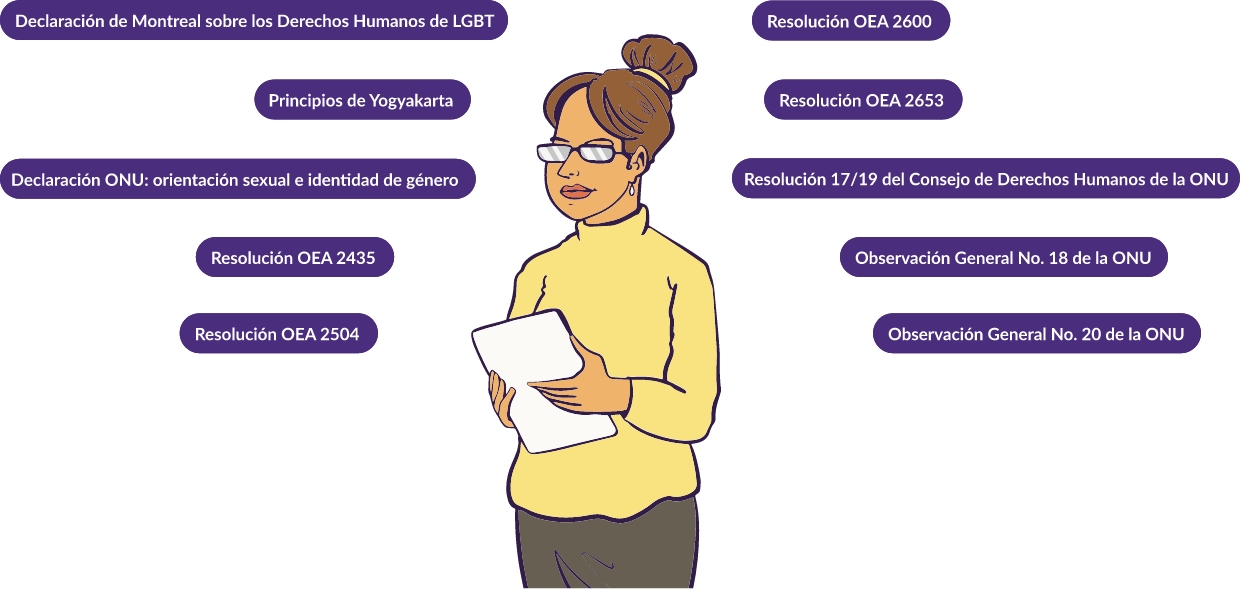 Declaración de Montreal sobre los Derechos Humanos de LGBT
Principios de Yogyakarta
Declaración ONU: orientación sexual e identidad de género
Resolución OEA 2435
Resolución OEA 2504
Resolución OEA 2600
Resolución OEA 2653
Resolución 17/19 del Consejo de Derechos Humanos de la ONU
Observación General No. 18 de la ONU
Observación General No. 20 de la ONU